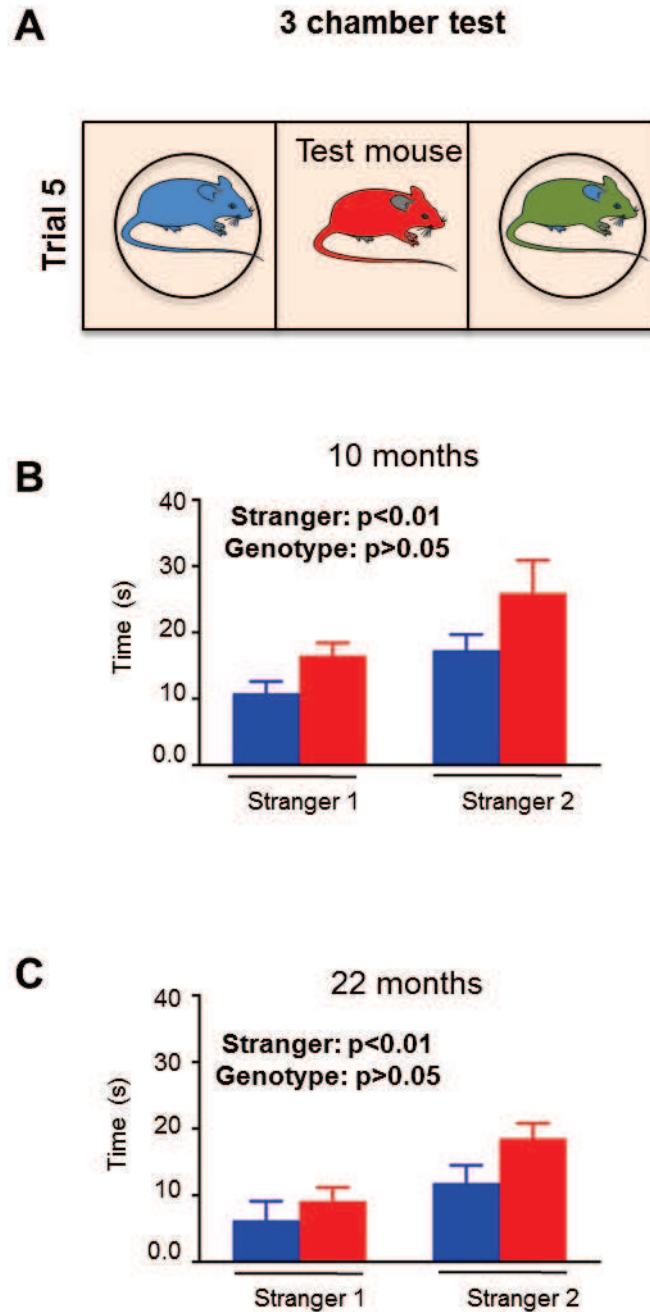 A
3 chamber test
Trial 5
Test mouse
B
10 months
Time (s)
40
30
20
10
0.0
Stranger: p<0.01
Genotype: p>0.05
Stranger 1
Stranger 2
C
22 months
Time (s)
40
30
20
10
0.0
Stranger: p<0.01
Genotype: p>0.05
Stranger 1
Stranger 2